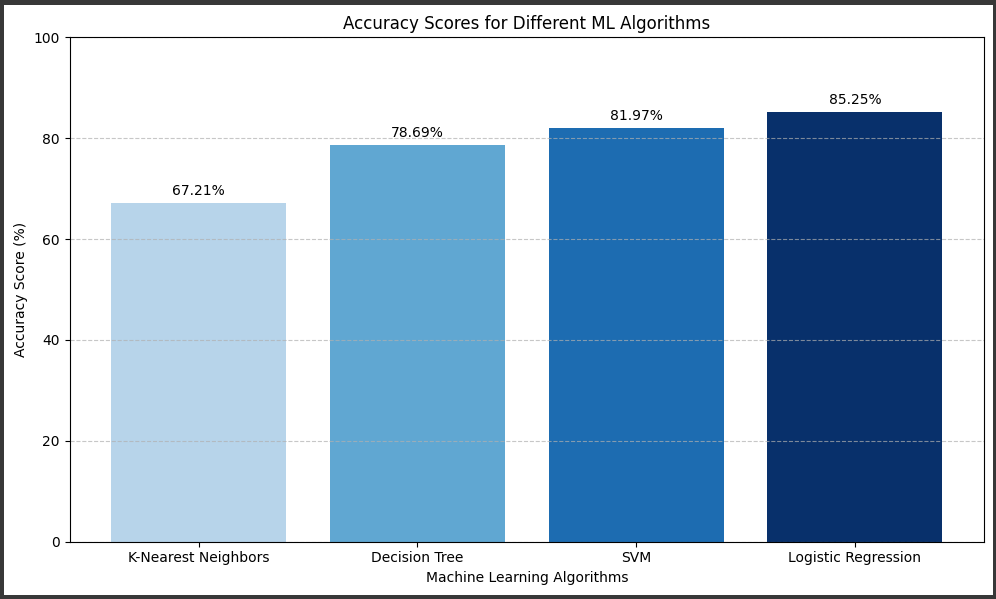 Accuracy Scores for Different ML Algorithms
100
80
60
40
20
0
Accuracy Score (%)
67.21%
78.69%
81.97%
85.25%
K-Nearest Neighbors
Decision Tree
SVM
Logistic Regression
Machine Learning Algorithms